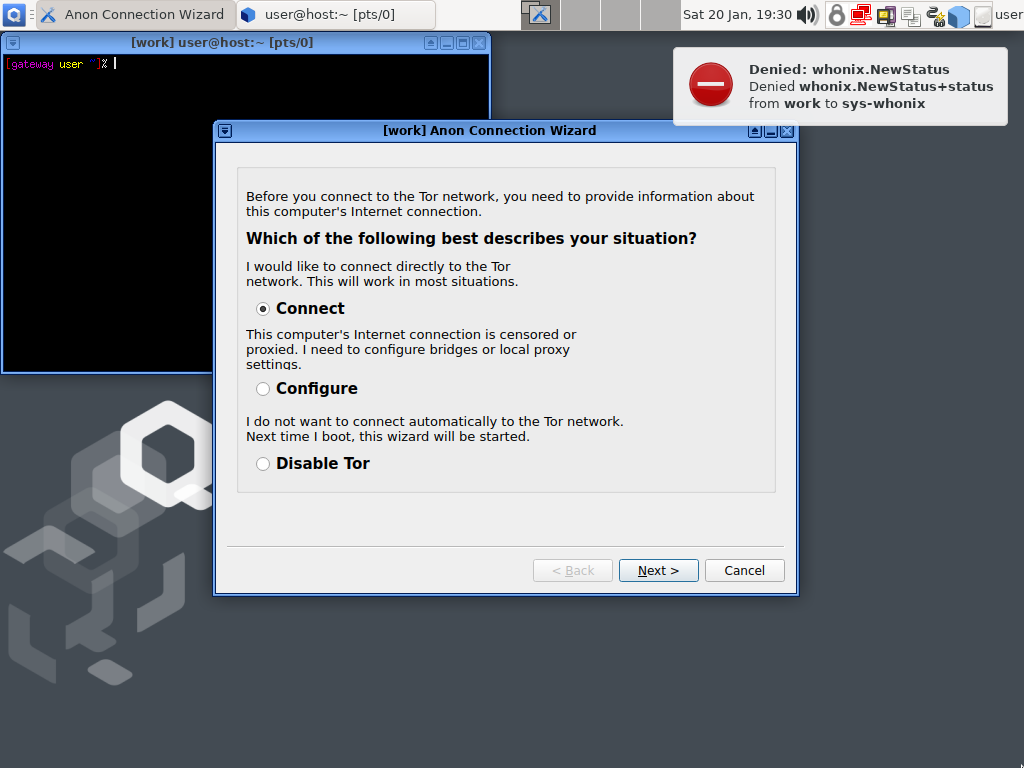 Anon Connection Wizard
user@host:~ [pts/0]
Sat 20 Jan, 19:30
user
[work] user@host:~ [pts/0]
[gateway user ~]%
Denied: whonix.NewStatus
Denied whonix.NewStatus+status
from work to sys-whonix
[work] Anon Connection Wizard
Before you connect to the Tor network, you need to provide information about
this computer's Internet connection.
Which of the following best describes your situation?
I would like to connect directly to the Tor
network. This will work in most situations.
Connect
This computer's Internet connection is censored or
proxied. I need to configure bridges or local proxy
settings.
Configure
I do not want to connect automatically to the Tor network.
Next time I boot, this wizard will be started.
Disable Tor
< Back
Next >
Cancel